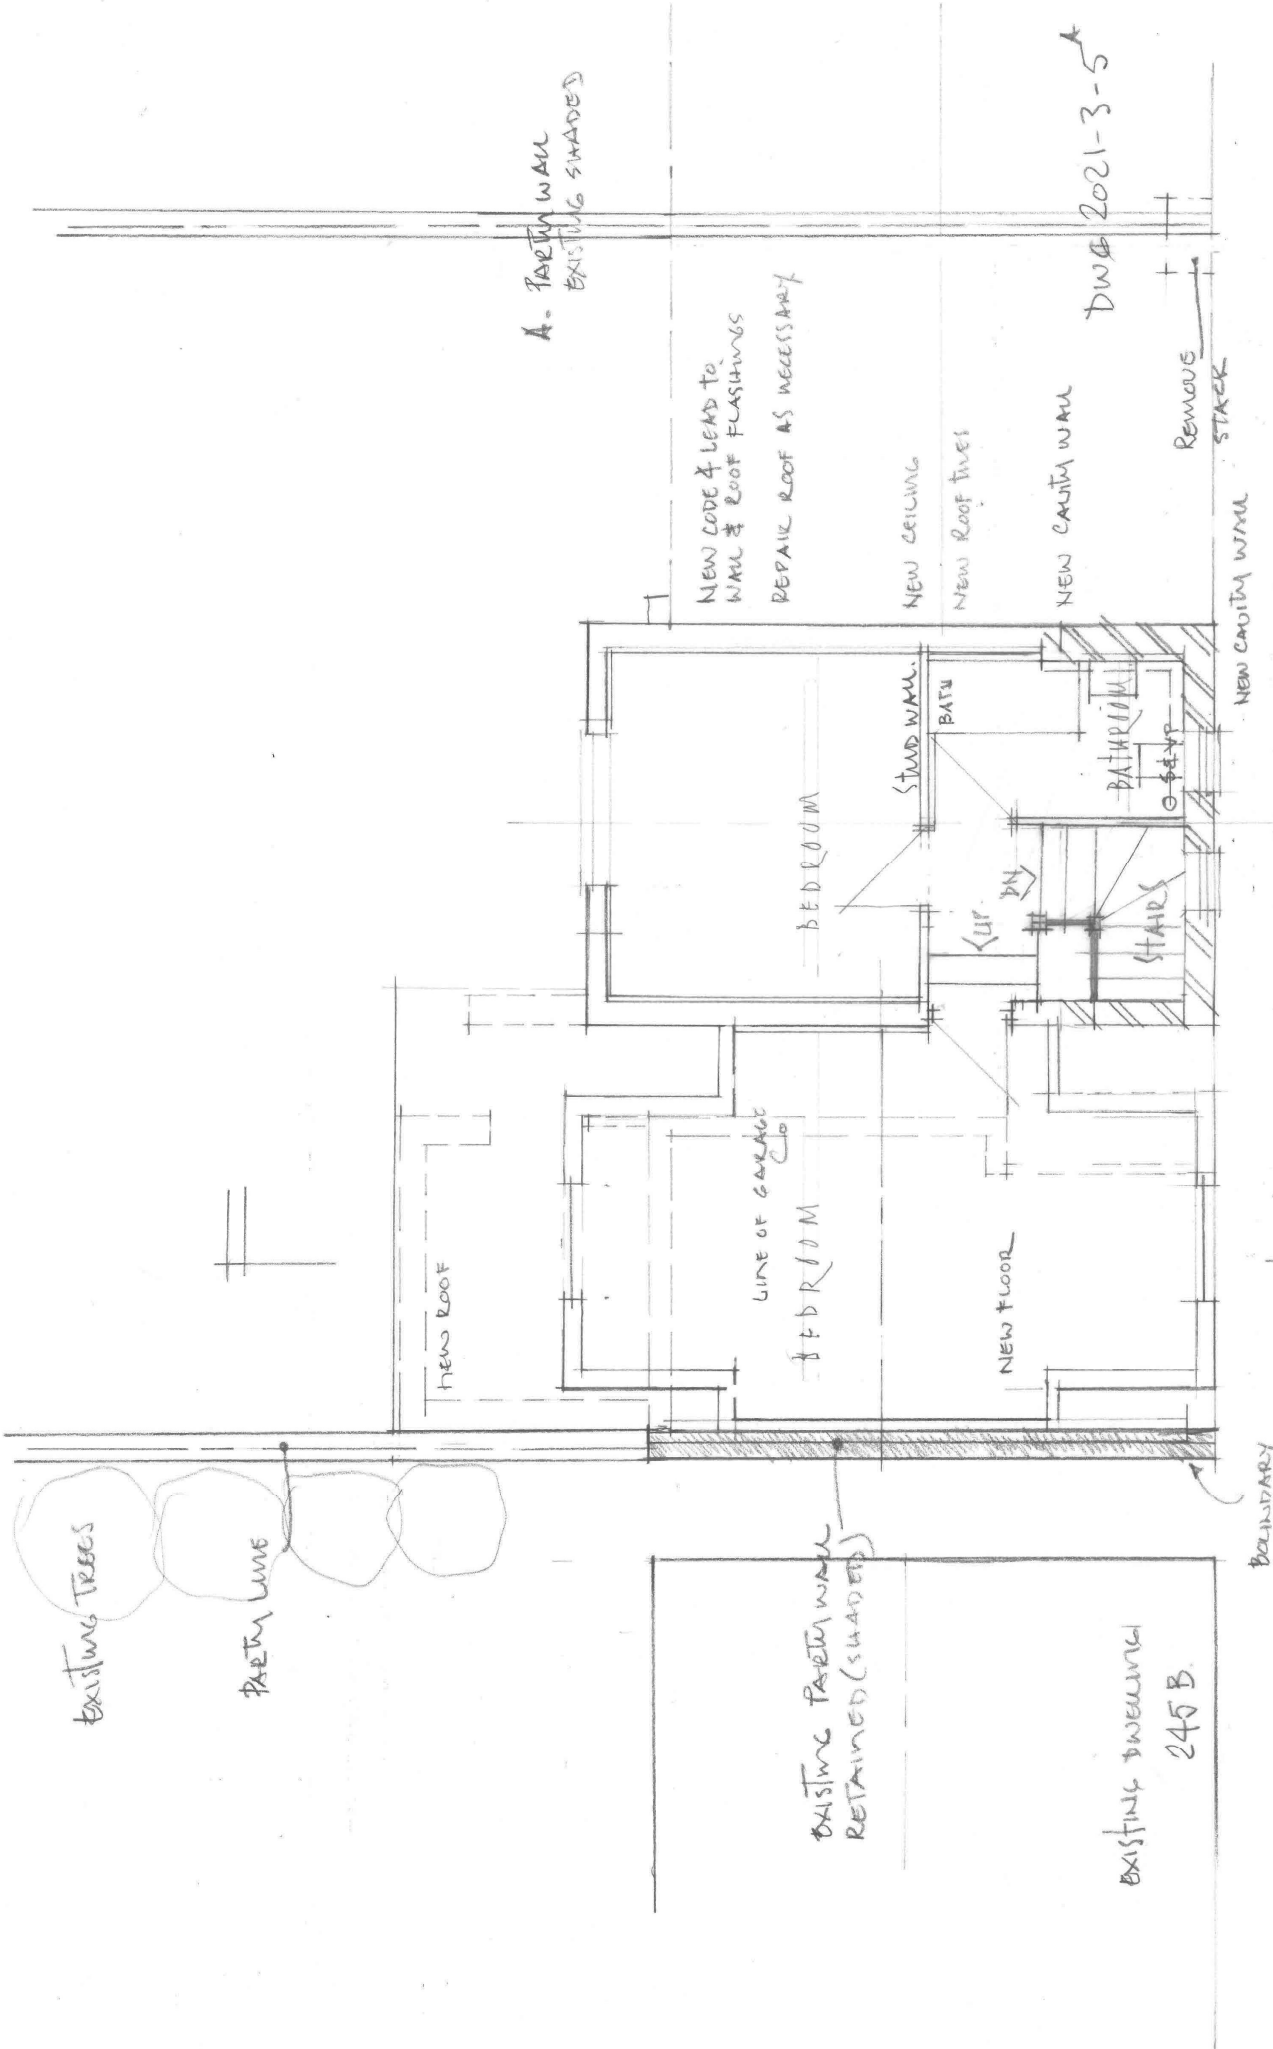 EXISTING TREES
PARTY LINE
NEW ROOF
A. PARTY WALL
EXISTING SHADED
NEW CODE 4 LEAD TO
WALL & ROOF FLASHINGS
REPAIR ROOF AS NECESSARY
LINE OF GARAGE
BEDROOM
BEDROOM
EXISTING PARTY WALL
RETAINED (SHADED)
STUD WALL.
BATH
NEW CEILING
NEW ROOF TILES
UP
DN
NEW FLOOR
NEW CAVITY WALL
DWG 2021-3-5 A
BATHROOM
S&VP
STAIRS
EXISTING DWELLING
245 B.
REMOVE
STACK
NEW CAVITY WALL
BOUNDARY